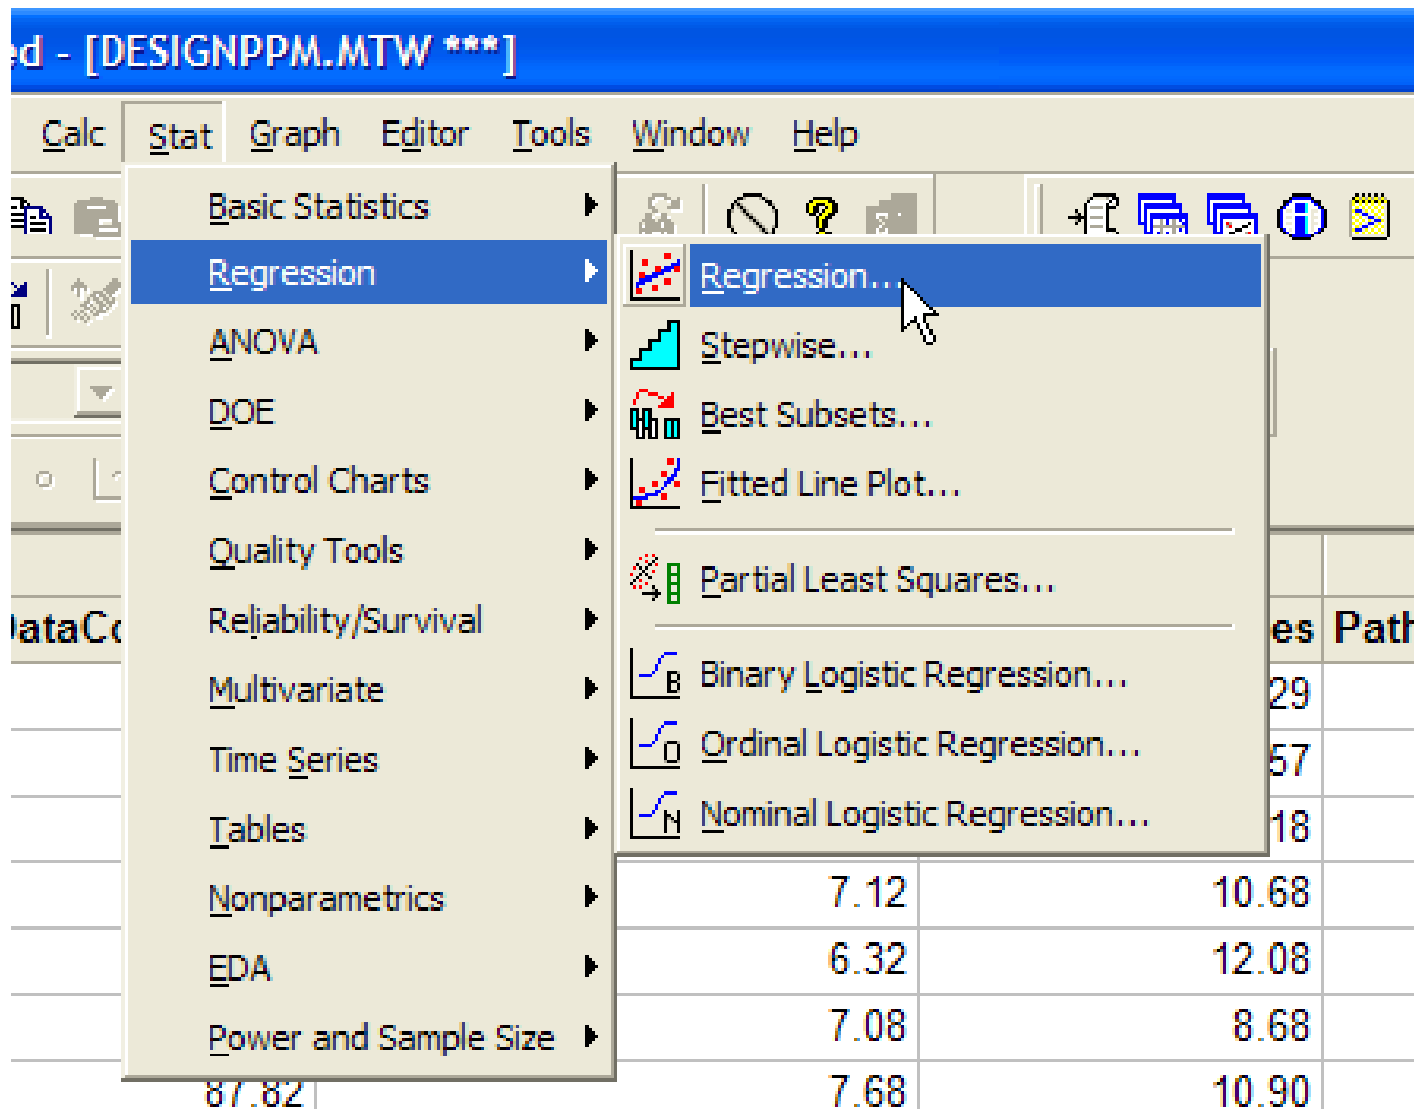 ed - [DESIGNPPM.MTW ***]
Calc Stat Graph Editor Tools Window Help
Basic Statistics
Regression
ANOVA
DOE
Control Charts
Quality Tools
Reliability/Survival
Multivariate
Time Series
Tables
Nonparametrics
EDA
Power and Sample Size
Regression...
Stepwise...
Best Subsets...
Fitted Line Plot...
Partial Least Squares...
Binary Logistic Regression...
Ordinal Logistic Regression...
Nominal Logistic Regression...
es Path
29
57
18
7.12 10.68
6.32 12.08
7.08 8.68
87.82 7.68 10.90